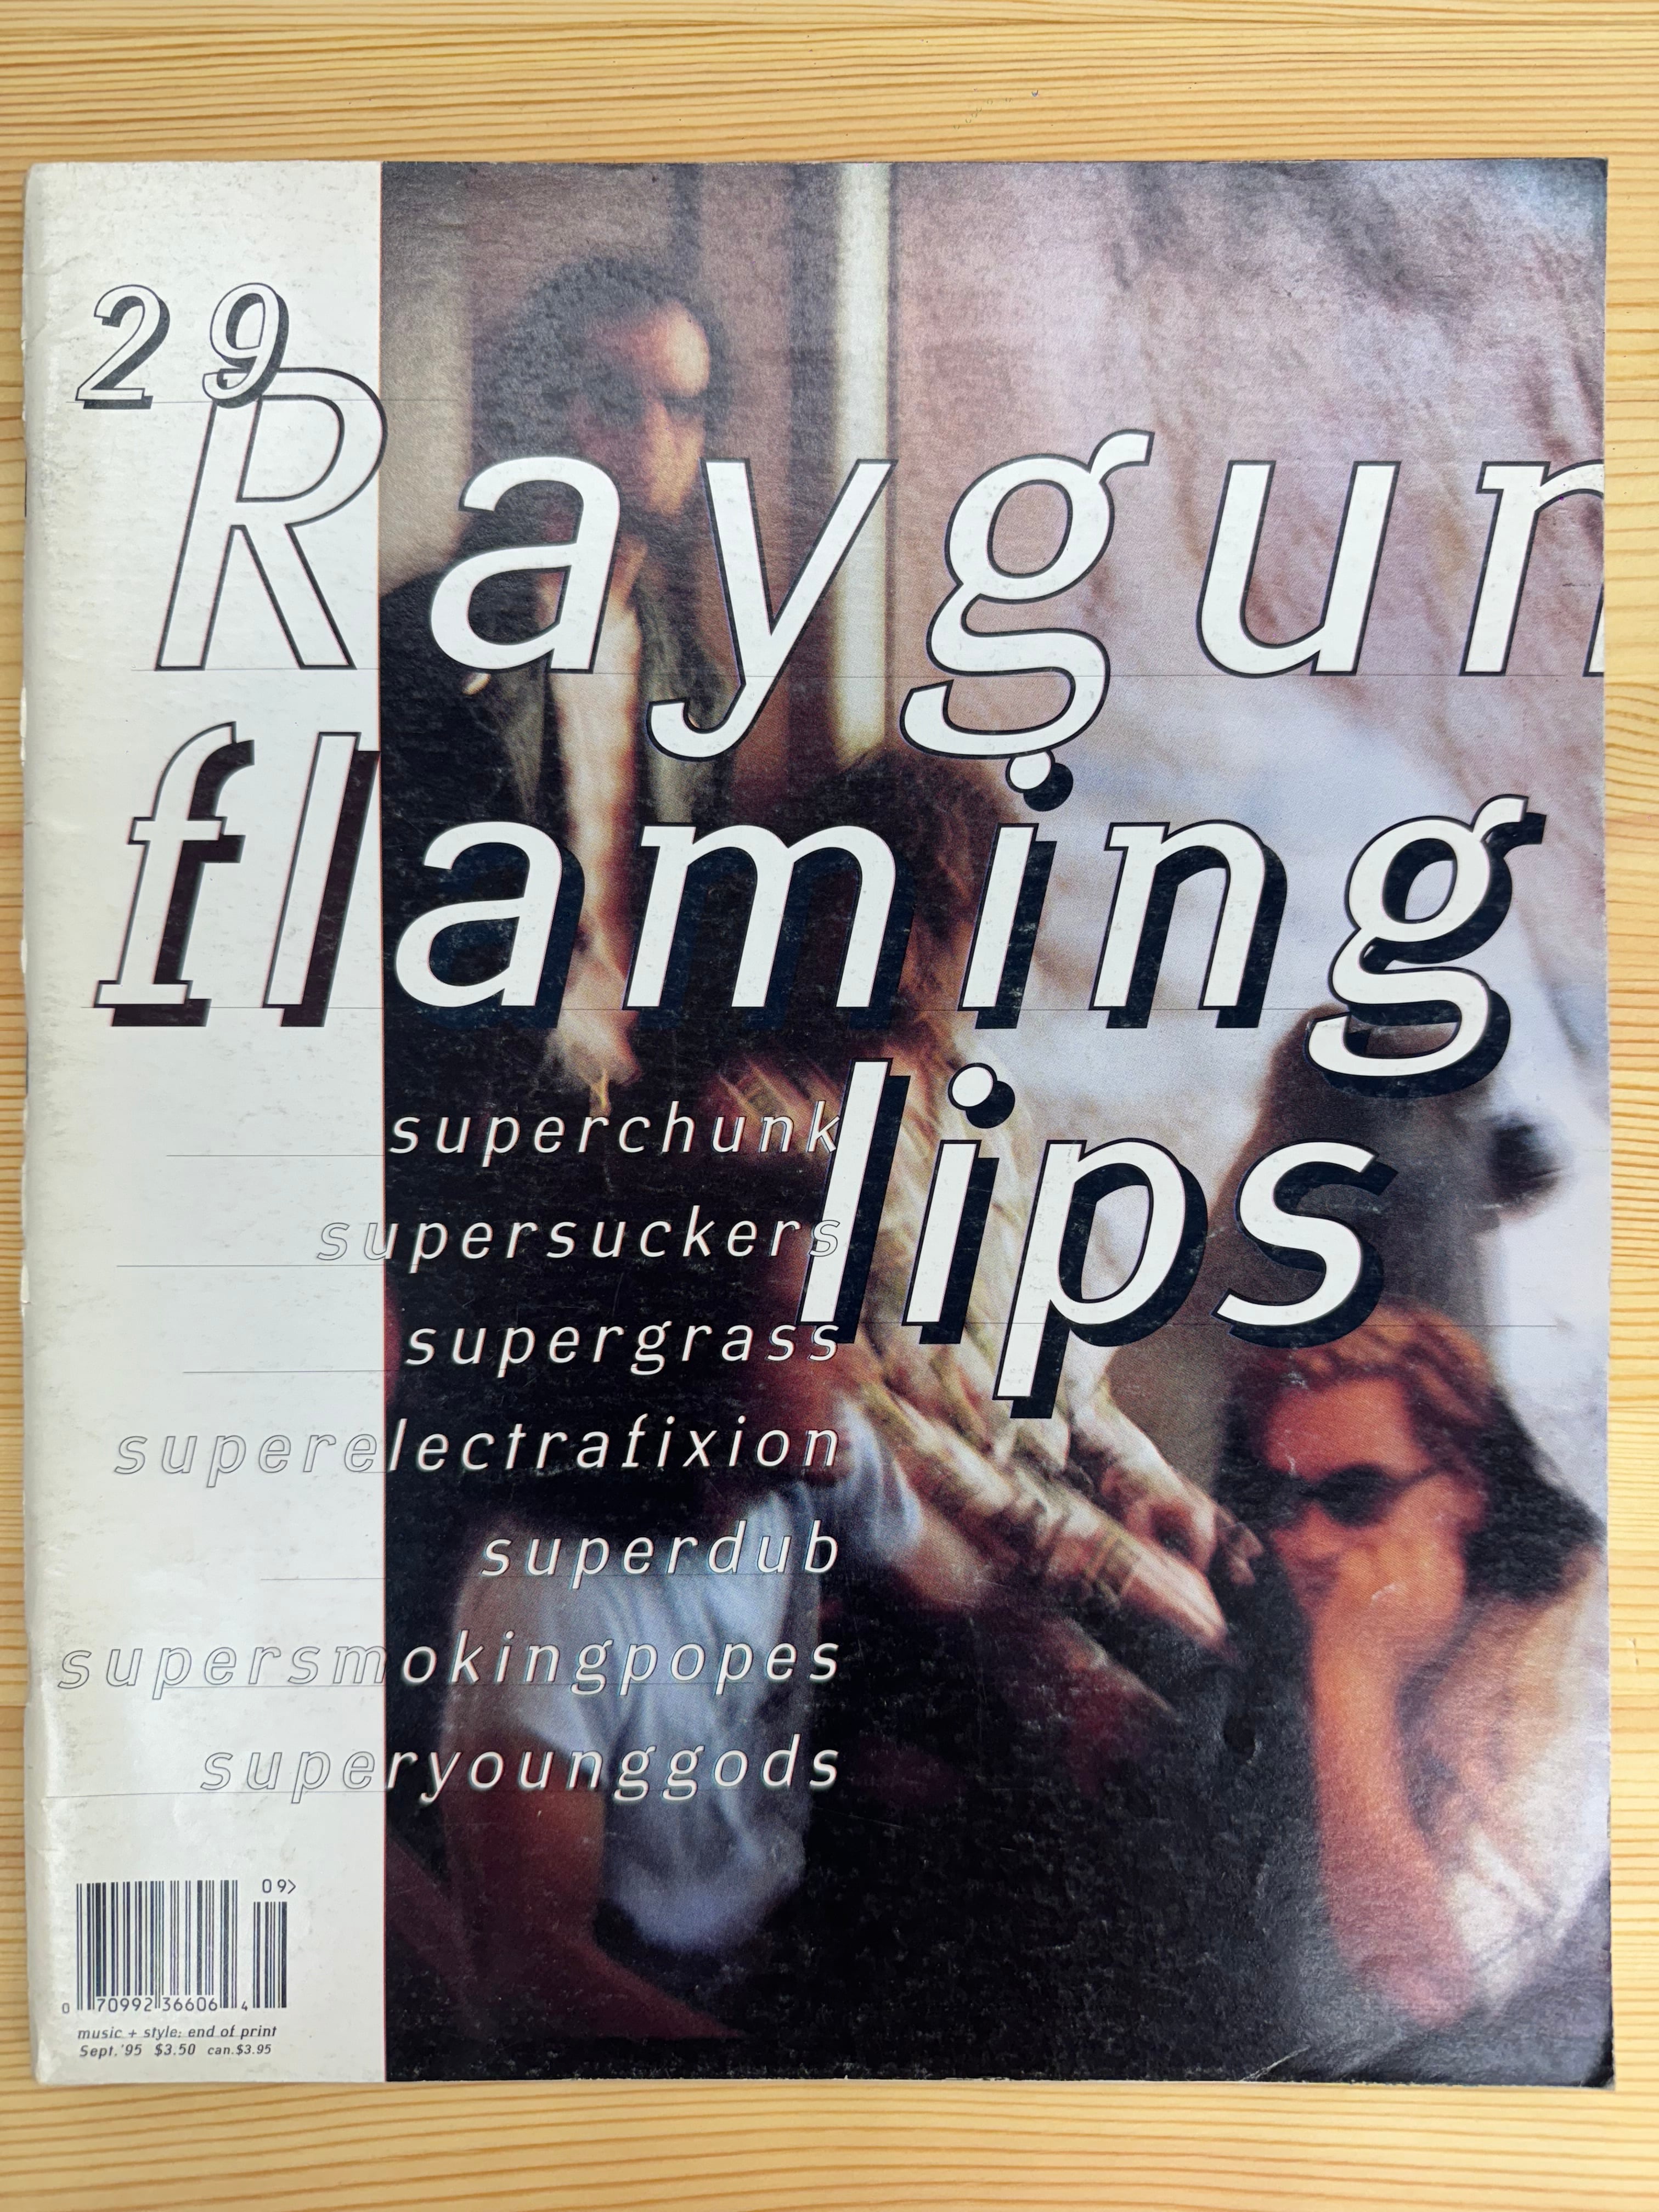 29
Raygun
flaming
lips
superchunk
supersuckers
supergrass
superelectrafixion
superdub
supersmokingpopes
superyounggods
09>
0 70992 36606 4
music + style: end of print
Sept.'95 $3.50 can.$3.95